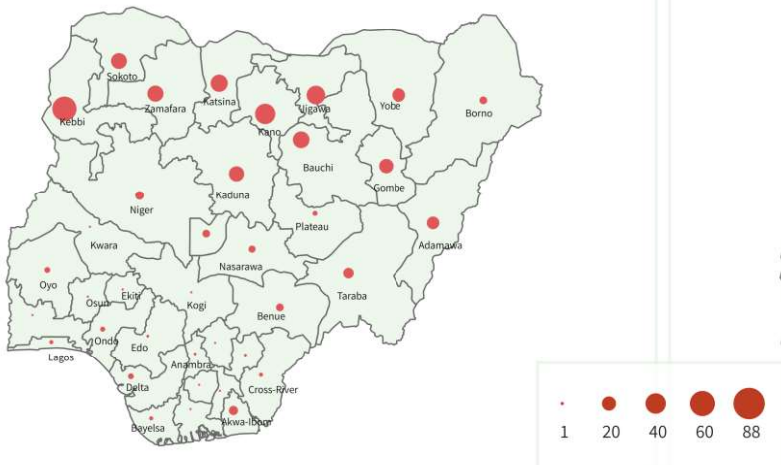 Sokoto
Kebbi
Zamafara
Katsina
Kano
Jigawa
Yobe
Borno
Bauchi
Gombe
Kaduna
Niger
Plateau
Adamawa
Kwara
Nasarawa
Taraba
Oyo
Osun
Ekiti
Kogi
Benue
Lagos
Ondo
Edo
Anambra
Delta
Cross-River
Bayelsa
Akwa-Ibom
1 20 40 60 88